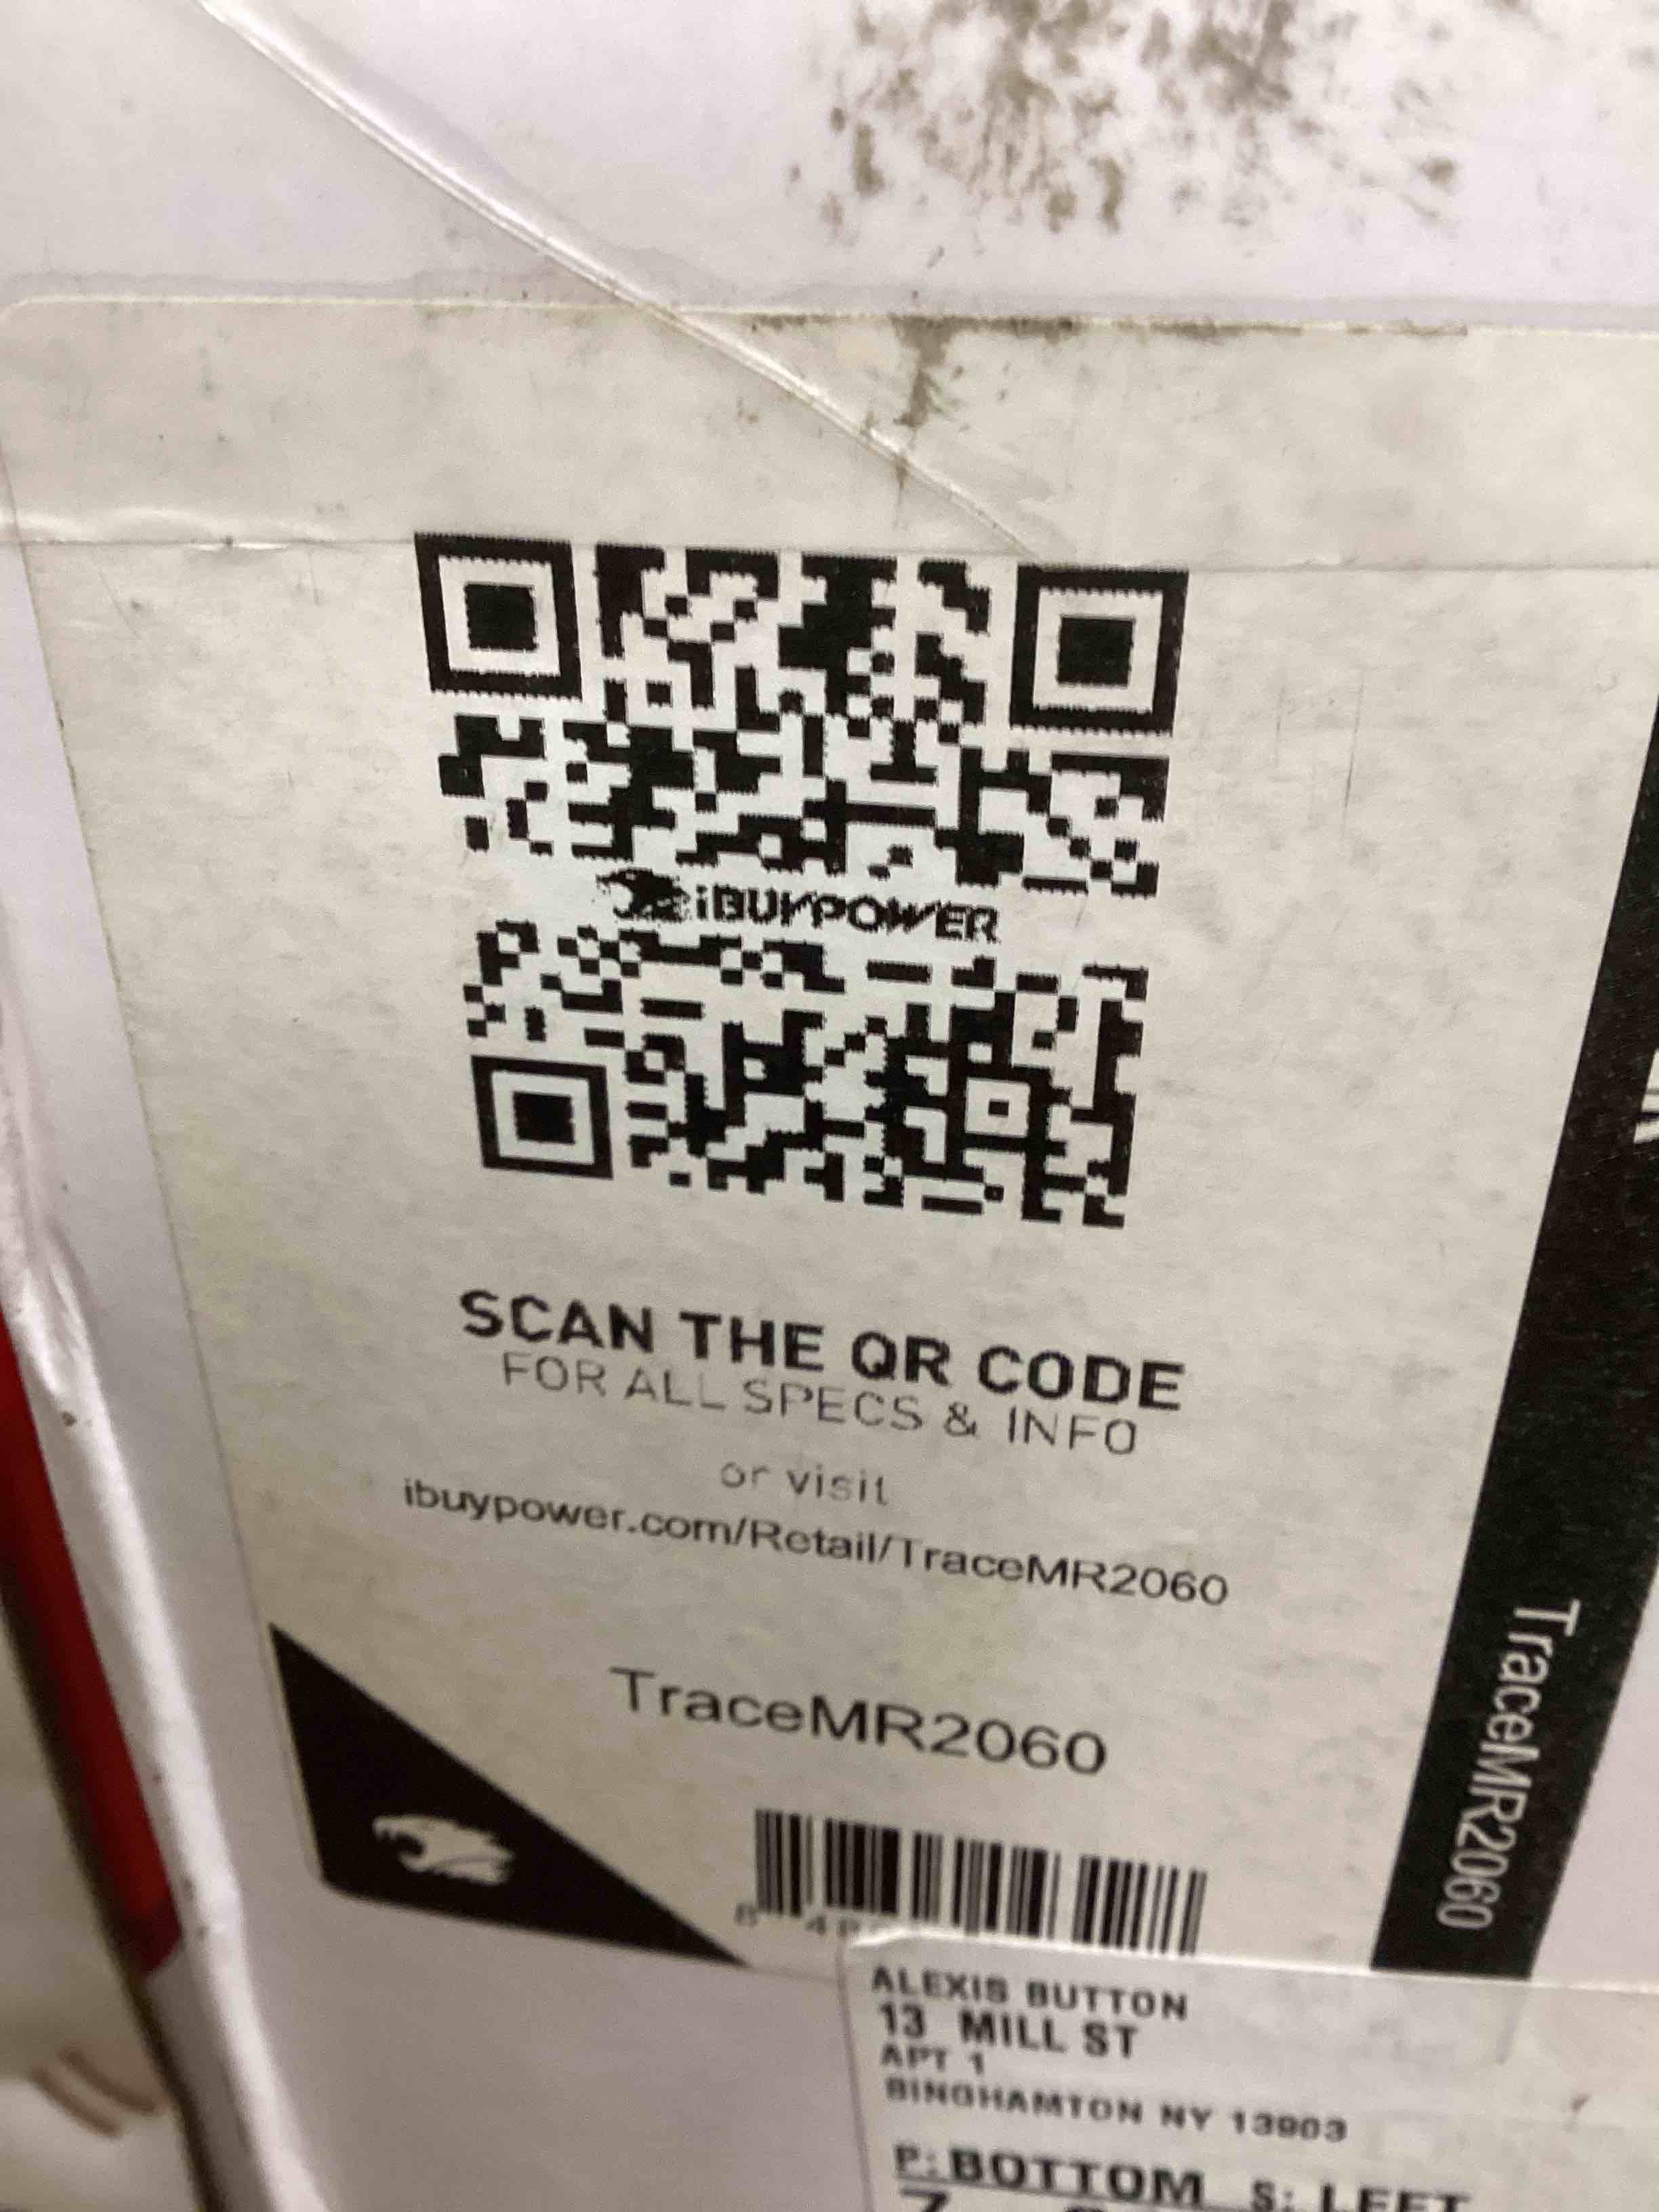 iBUYPOWER
SCAN THE QR CODE
FOR ALL SPECS & INFO
or visit
ibuypower.com/Retail/TraceMR2060
TraceMR2060
TraceMR2060
ALEXIS BUTTON
13 MILL ST
APT 1
BINGHAMTON NY 13903
P: BOTTOM S: LEFT